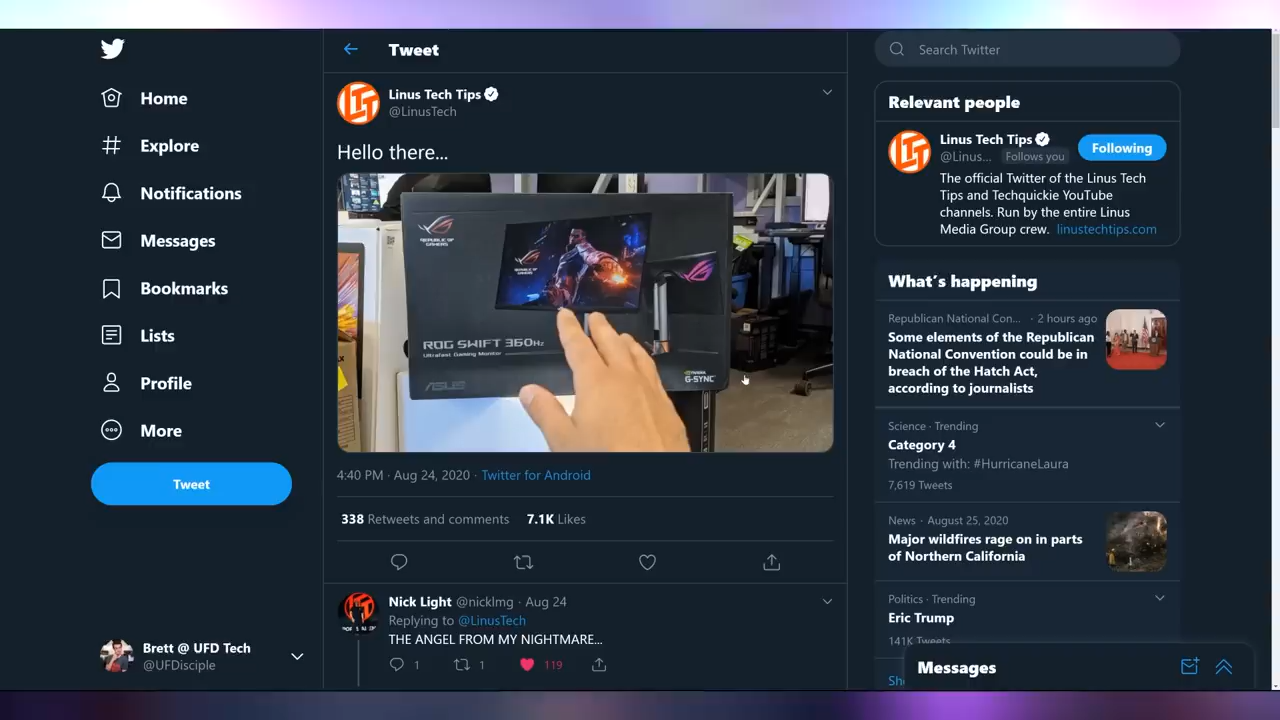 Home
Explore
Notifications
Messages
Bookmarks
Lists
Profile
More
Tweet
Brett @ UFD Tech
@UFDisciple
Tweet
Linus Tech Tips
@LinusTech
Hello there...
REPUBLIC OF
GAMERS
ROG SWIFT 360Hz
Ultrafast Gaming Monitor
ASUS
NVIDIA
G-SYNC
4:40 PM · Aug 24, 2020 · Twitter for Android
338 Retweets and comments 7.1K Likes
Nick Light @nicklmg · Aug 24
Replying to @LinusTech
THE ANGEL FROM MY NIGHTMARE...
1 1 119
Search Twitter
Relevant people
Linus Tech Tips
@Linus... Follows you
Following
The official Twitter of the Linus Tech
Tips and Techquickie YouTube
channels. Run by the entire Linus
Media Group crew. linustechtips.com
What's happening
Republican National Con... · 2 hours ago
Some elements of the Republican
National Convention could be in
breach of the Hatch Act,
according to journalists
Science · Trending
Category 4
Trending with: #HurricaneLaura
7,619 Tweets
News · August 25, 2020
Major wildfires rage on in parts
of Northern California
Politics · Trending
Eric Trump
141K Tweets
Messages